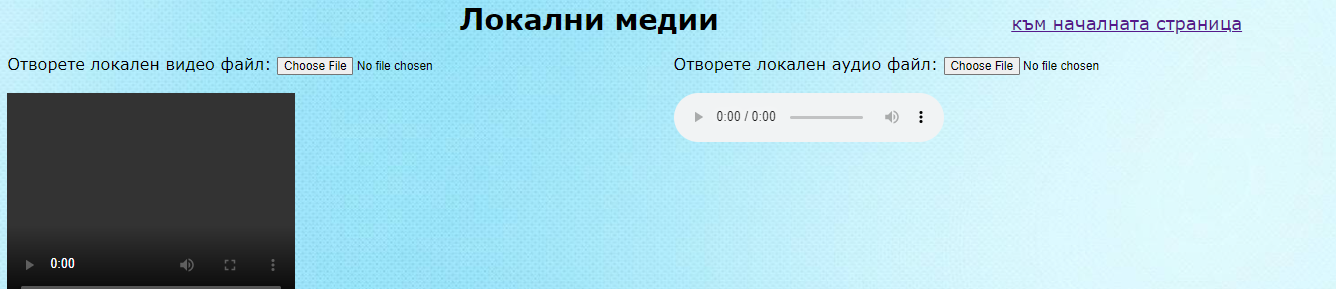 Локални медии
към началната страница
Отворете локален видео файл: Choose File No file chosen
Отворете локален аудио файл: Choose File No file chosen
0:00 / 0:00
0:00